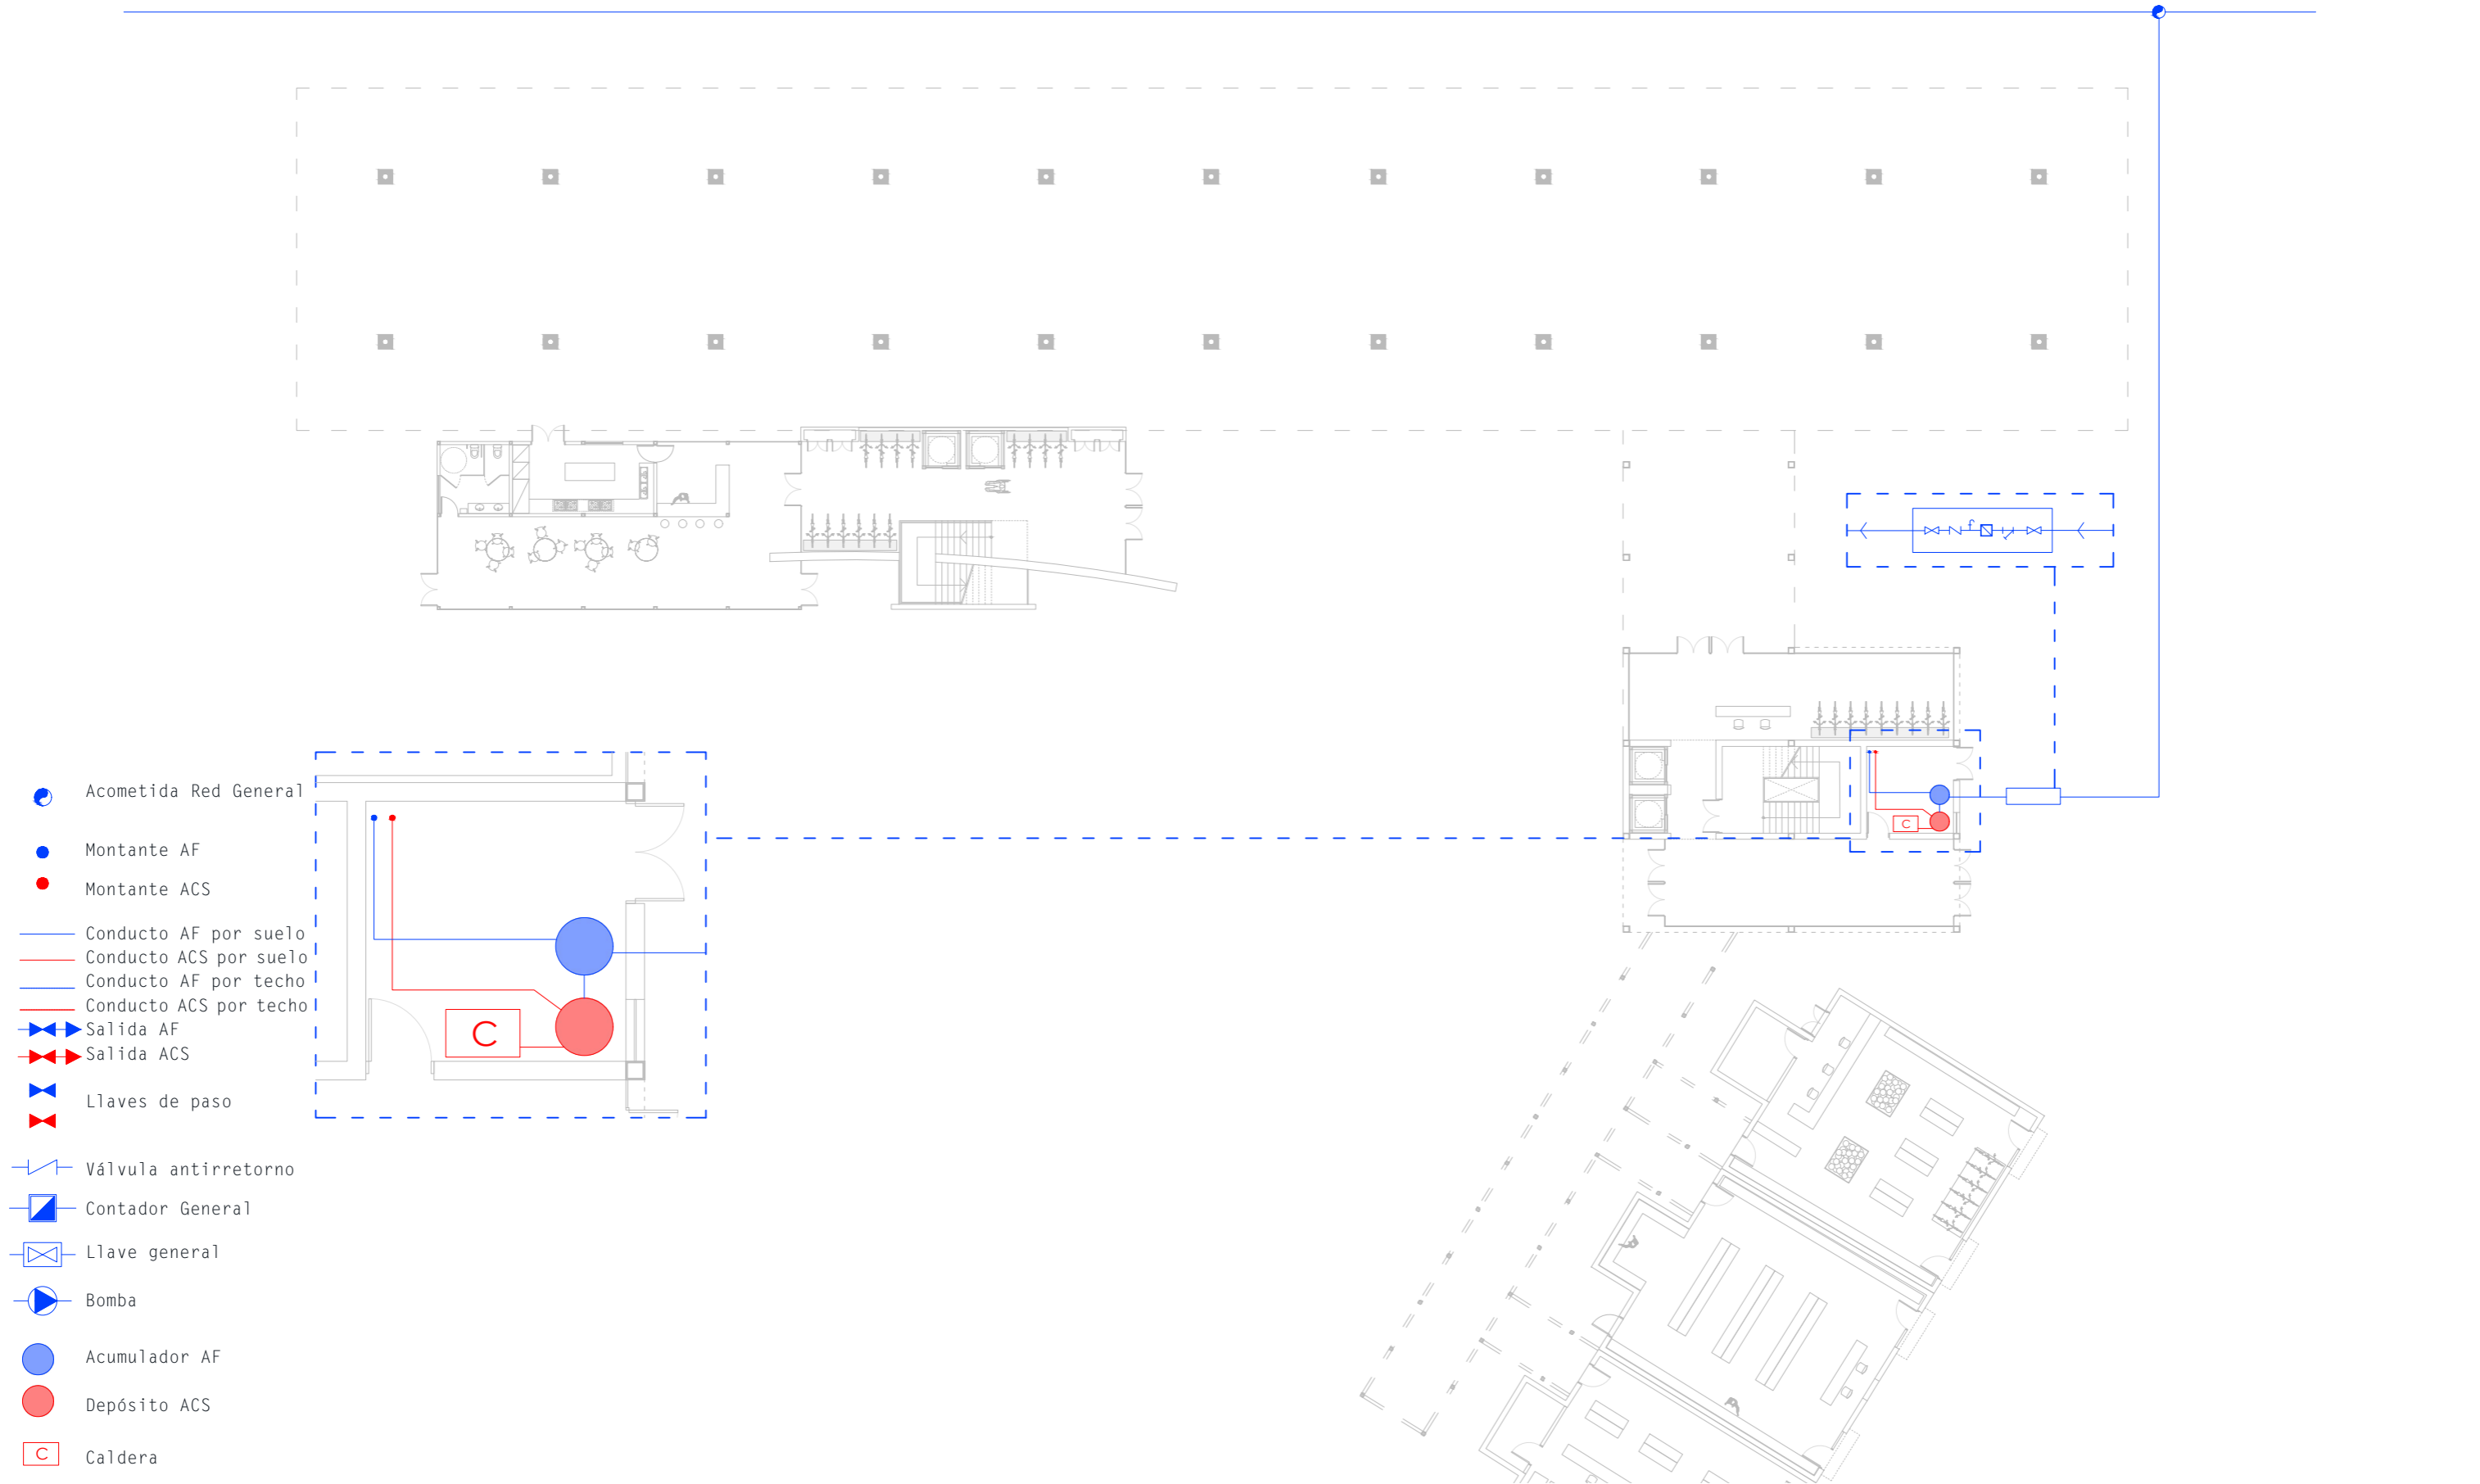 Acometida Red General
Montante AF
Montante ACS
Conducto AF por suelo
Conducto ACS por suelo
Conducto AF por techo
Conducto ACS por techo
Salida AF
Salida ACS
Llaves de paso
Válvula antirretorno
Contador General
Llave general
Bomba
Acumulador AF
Depósito ACS
C Caldera
C
C